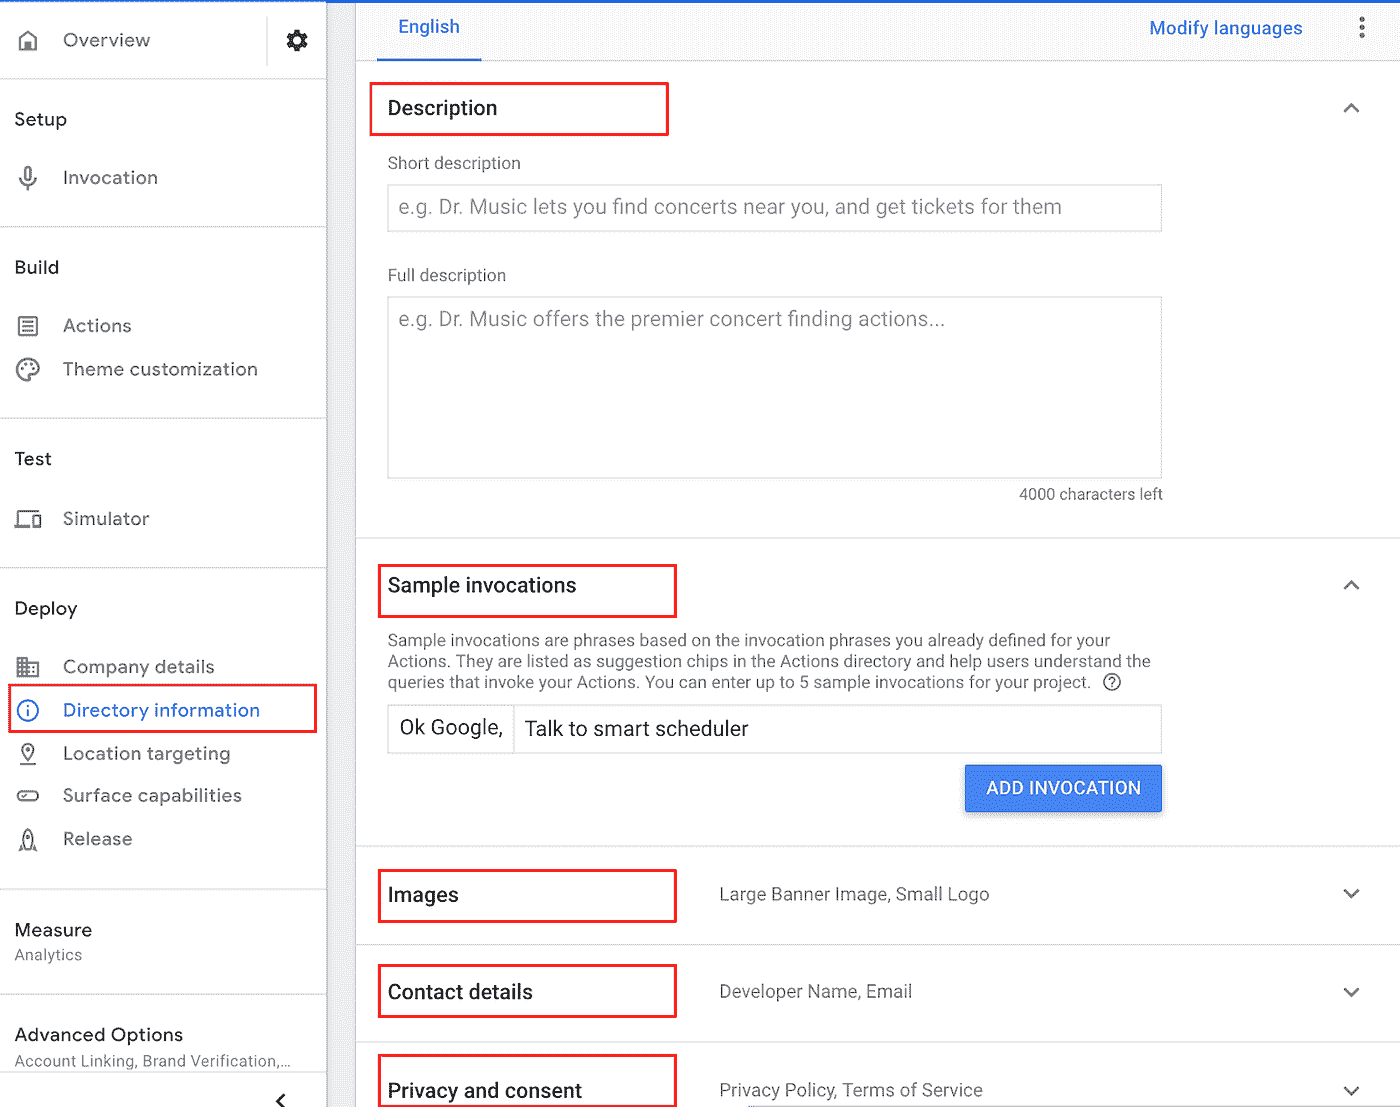 Overview
Setup
Invocation
Build
Actions
Theme customization
Test
Simulator
Deploy
Company details
Directory information
Location targeting
Surface capabilities
Release
Measure
Analytics
Advanced Options
Account Linking, Brand Verification,...
English
Modify languages
Description
Short description
e.g. Dr. Music lets you find concerts near you, and get tickets for them
Full description
e.g. Dr. Music offers the premier concert finding actions...
4000 characters left
Sample invocations
Sample invocations are phrases based on the invocation phrases you already defined for your
Actions. They are listed as suggestion chips in the Actions directory and help users understand the
queries that invoke your Actions. You can enter up to 5 sample invocations for your project.
Ok Google, Talk to smart scheduler
ADD INVOCATION
Images Large Banner Image, Small Logo
Contact details Developer Name, Email
Privacy and consent Privacy Policy, Terms of Service